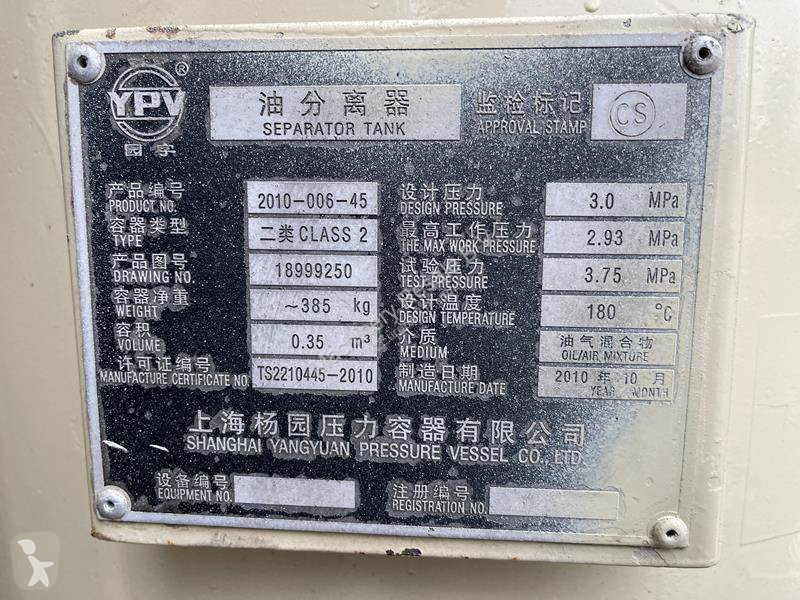 YPV ®
园字
油分离器
SEPARATOR TANK
监检标记
APPROVAL STAMP
CS
产品编号
PRODUCT NO.
2010-006-45
容器类型
TYPE
二类 CLASS 2
产品图号
DRAWING NO.
18999250
容器净重
WEIGHT
~385 kg
容积
VOLUME
0.35 m³
许可证编号
MANUFACTURE CERTIFICATE NO.
TS2210445-2010
设计压力
DESIGN PRESSURE
3.0 MPa
最高工作压力
THE MAX WORK PRESSURE
2.93 MPa
试验压力
TEST PRESSURE
3.75 MPa
设计温度
DESIGN TEMPERATURE
180 °C
介质
MEDIUM
油气混合物
OIL/AIR MIXTURE
制造日期
MANUFACTURE DATE
2010 年 10 月
YEAR MONTH
上海杨园压力容器有限公司
SHANGHAI YANGYUAN PRESSURE VESSEL CO., LTD.
设备编号
EQUIPMENT NO.
注册编号
REGISTRATION NO.